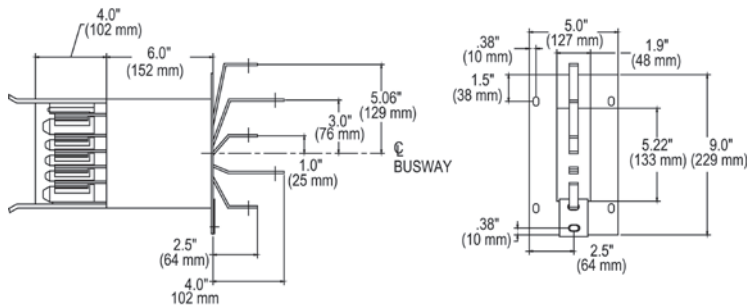 4.0"
(102 mm)
6.0"
(152 mm)
5.06"
(129 mm)
3.0"
(76 mm)
1.0"
(25 mm)
℄
BUSWAY
2.5"
(64 mm)
4.0"
102 mm
5.0"
(127 mm)
.38"
(10 mm)
1.9"
(48 mm)
1.5"
(38 mm)
5.22"
(133 mm)
9.0"
(229 mm)
.38"
(10 mm)
2.5"
(64 mm)